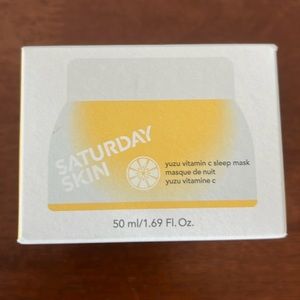 SATURDAY
SKIN
yuzu vitamin c sleep mask
masque de nuit
yuzu vitamine c
50 ml/1.69 Fl.Oz.